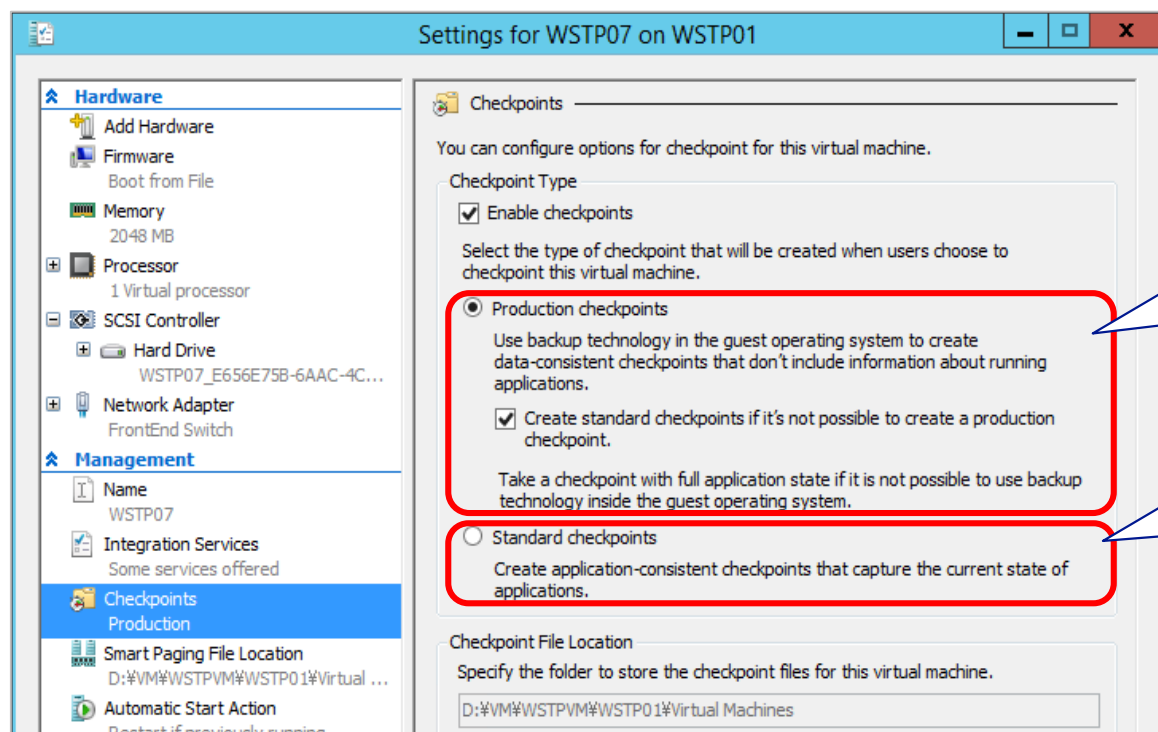 Settings for WSTP07 on WSTP01
Hardware
Add Hardware
Firmware
Boot from File
Memory
2048 MB
Processor
1 Virtual processor
SCSI Controller
Hard Drive
WSTP07_E656E75B-6AAC-4C...
Network Adapter
FrontEnd Switch
Management
Name
WSTP07
Integration Services
Some services offered
Checkpoints
Production
Smart Paging File Location
D:¥VM¥WSTPVM¥WSTP01¥Virtual ...
Automatic Start Action
Restart if previously running
Checkpoints
You can configure options for checkpoint for this virtual machine.
Checkpoint Type
Enable checkpoints
Select the type of checkpoint that will be created when users choose to
checkpoint this virtual machine.
Production checkpoints
Use backup technology in the guest operating system to create
data-consistent checkpoints that don't include information about running
applications.
Create standard checkpoints if it's not possible to create a production
checkpoint.
Take a checkpoint with full application state if it is not possible to use backup
technology inside the guest operating system.
Standard checkpoints
Create application-consistent checkpoints that capture the current state of
applications.
Checkpoint File Location
Specify the folder to store the checkpoint files for this virtual machine.
D:¥VM¥WSTPVM¥WSTP01¥Virtual Machines